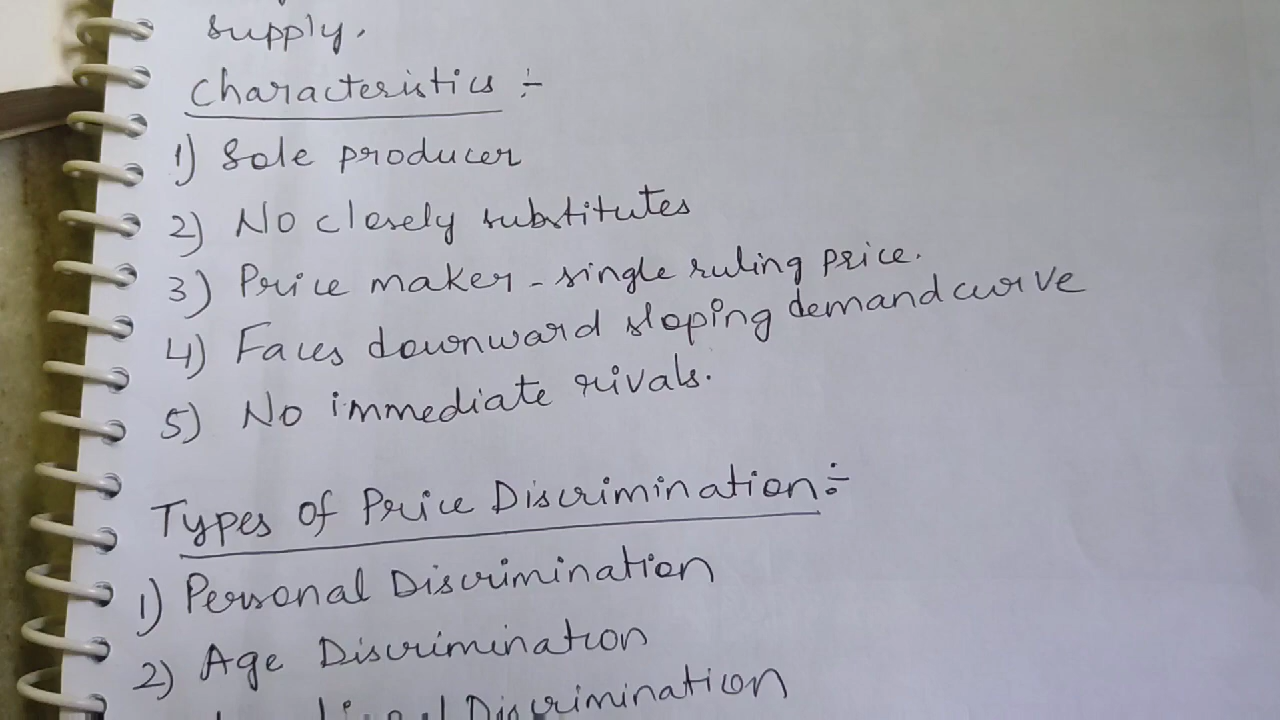 supply.
Characteristics :-
1) Sole producer
2) No closely substitutes
3) Price maker - single ruling price.
4) Faces downward sloping demand curve
5) No immediate rivals.
Types of Price Discrimination :-
1) Personal Discrimination
2) Age Discrimination
Discrimination